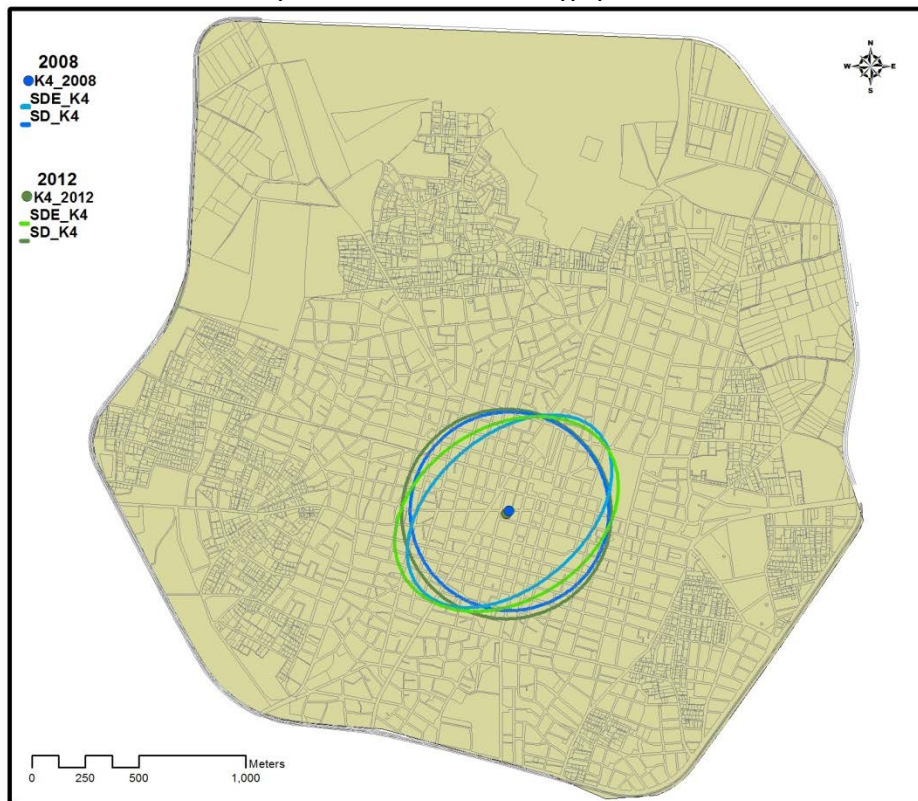 2008
K4_2008
SDE_K4
SD_K4
2012
K4_2012
SDE_K4
SD_K4
N
W E
S
Meters
0 250 500 1,000